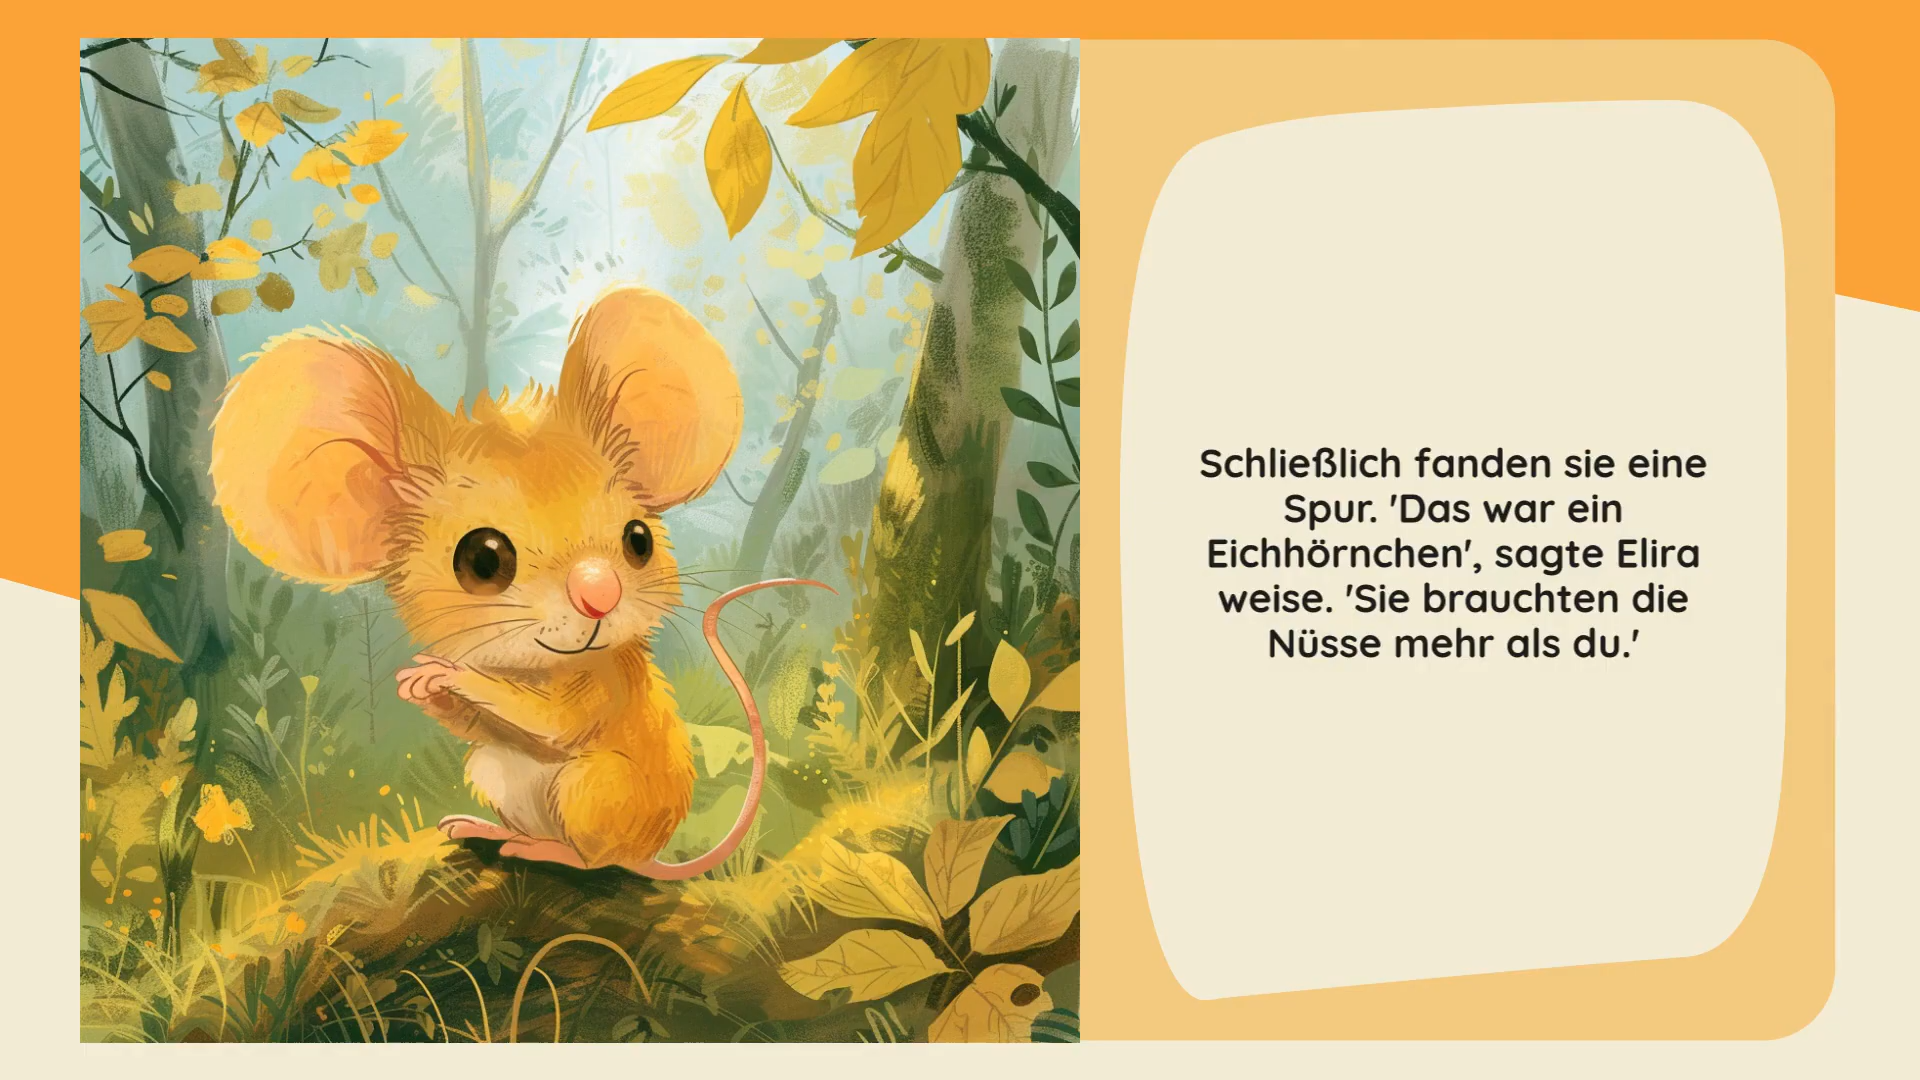 Schließlich fanden sie eine
Spur. 'Das war ein
Eichhörnchen', sagte Elira
weise. 'Sie brauchten die
Nüsse mehr als du.'